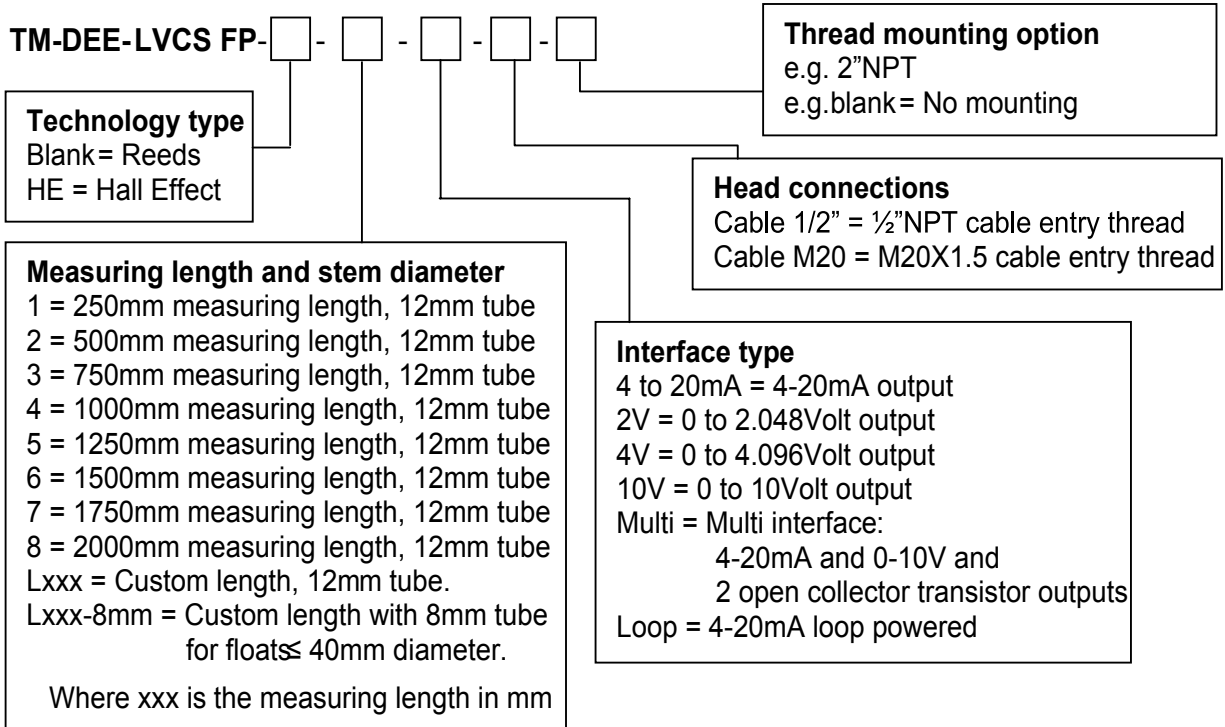 TM-DEE-LVCS FP-□ - □ - □ - □ - □
Thread mounting option
e.g. 2”NPT
e.g.blank= No mounting
Technology type
Blank= Reeds
HE = Hall Effect
Head connections
Cable 1/2” = ½”NPT cable entry thread
Cable M20 = M20X1.5 cable entry thread
Measuring length and stem diameter
1 = 250mm measuring length, 12mm tube
2 = 500mm measuring length, 12mm tube
3 = 750mm measuring length, 12mm tube
4 = 1000mm measuring length, 12mm tube
5 = 1250mm measuring length, 12mm tube
6 = 1500mm measuring length, 12mm tube
7 = 1750mm measuring length, 12mm tube
8 = 2000mm measuring length, 12mm tube
Lxxx = Custom length, 12mm tube.
Lxxx-8mm = Custom length with 8mm tube
for floats≤ 40mm diameter.
Where xxx is the measuring length in mm
Interface type
4 to 20mA = 4-20mA output
2V = 0 to 2.048Volt output
4V = 0 to 4.096Volt output
10V = 0 to 10Volt output
Multi = Multi interface:
4-20mA and 0-10V and
2 open collector transistor outputs
Loop = 4-20mA loop powered